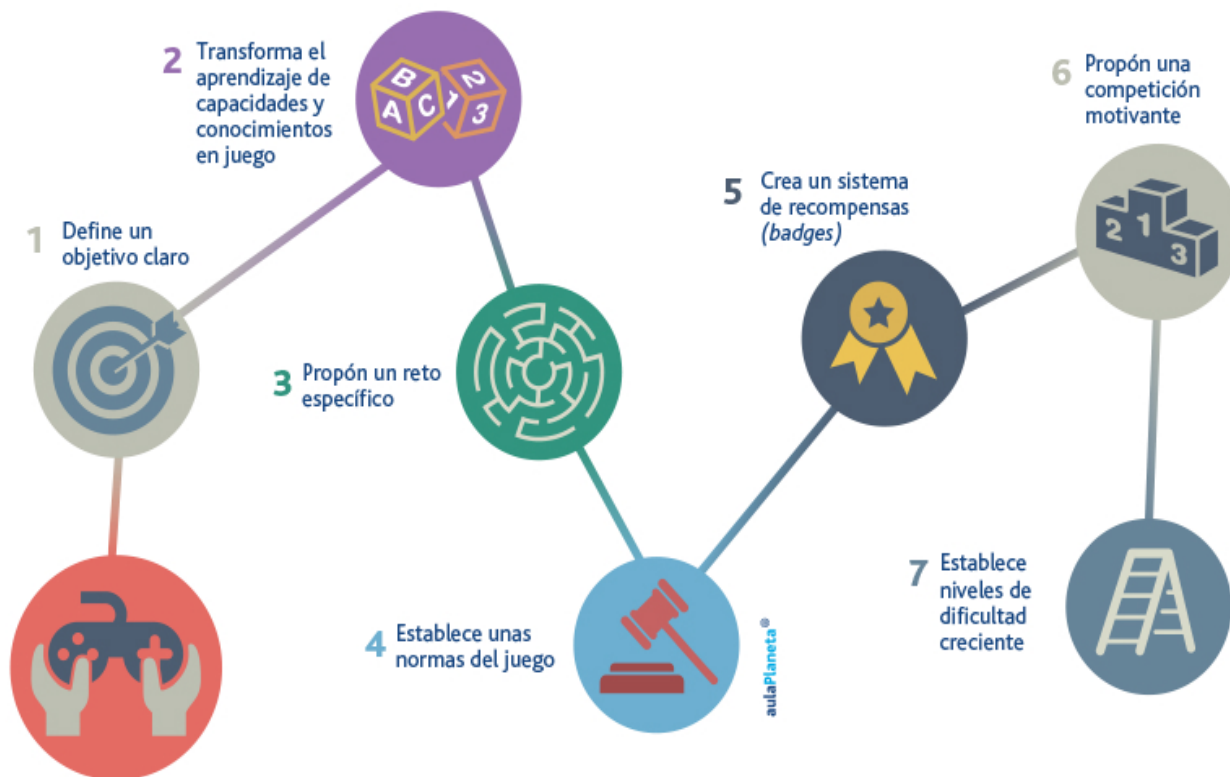 1 Define un
objetivo claro
2 Transforma el
aprendizaje de
capacidades y
conocimientos
en juego
B
A C
1 2
3
3 Propón un reto
específico
4 Establece unas
normas del juego
aulaPlaneta®
5 Crea un sistema
de recompensas
(badges)
6 Propón una
competición
motivante
2 1 3
7 Establece
niveles de
dificultad
creciente